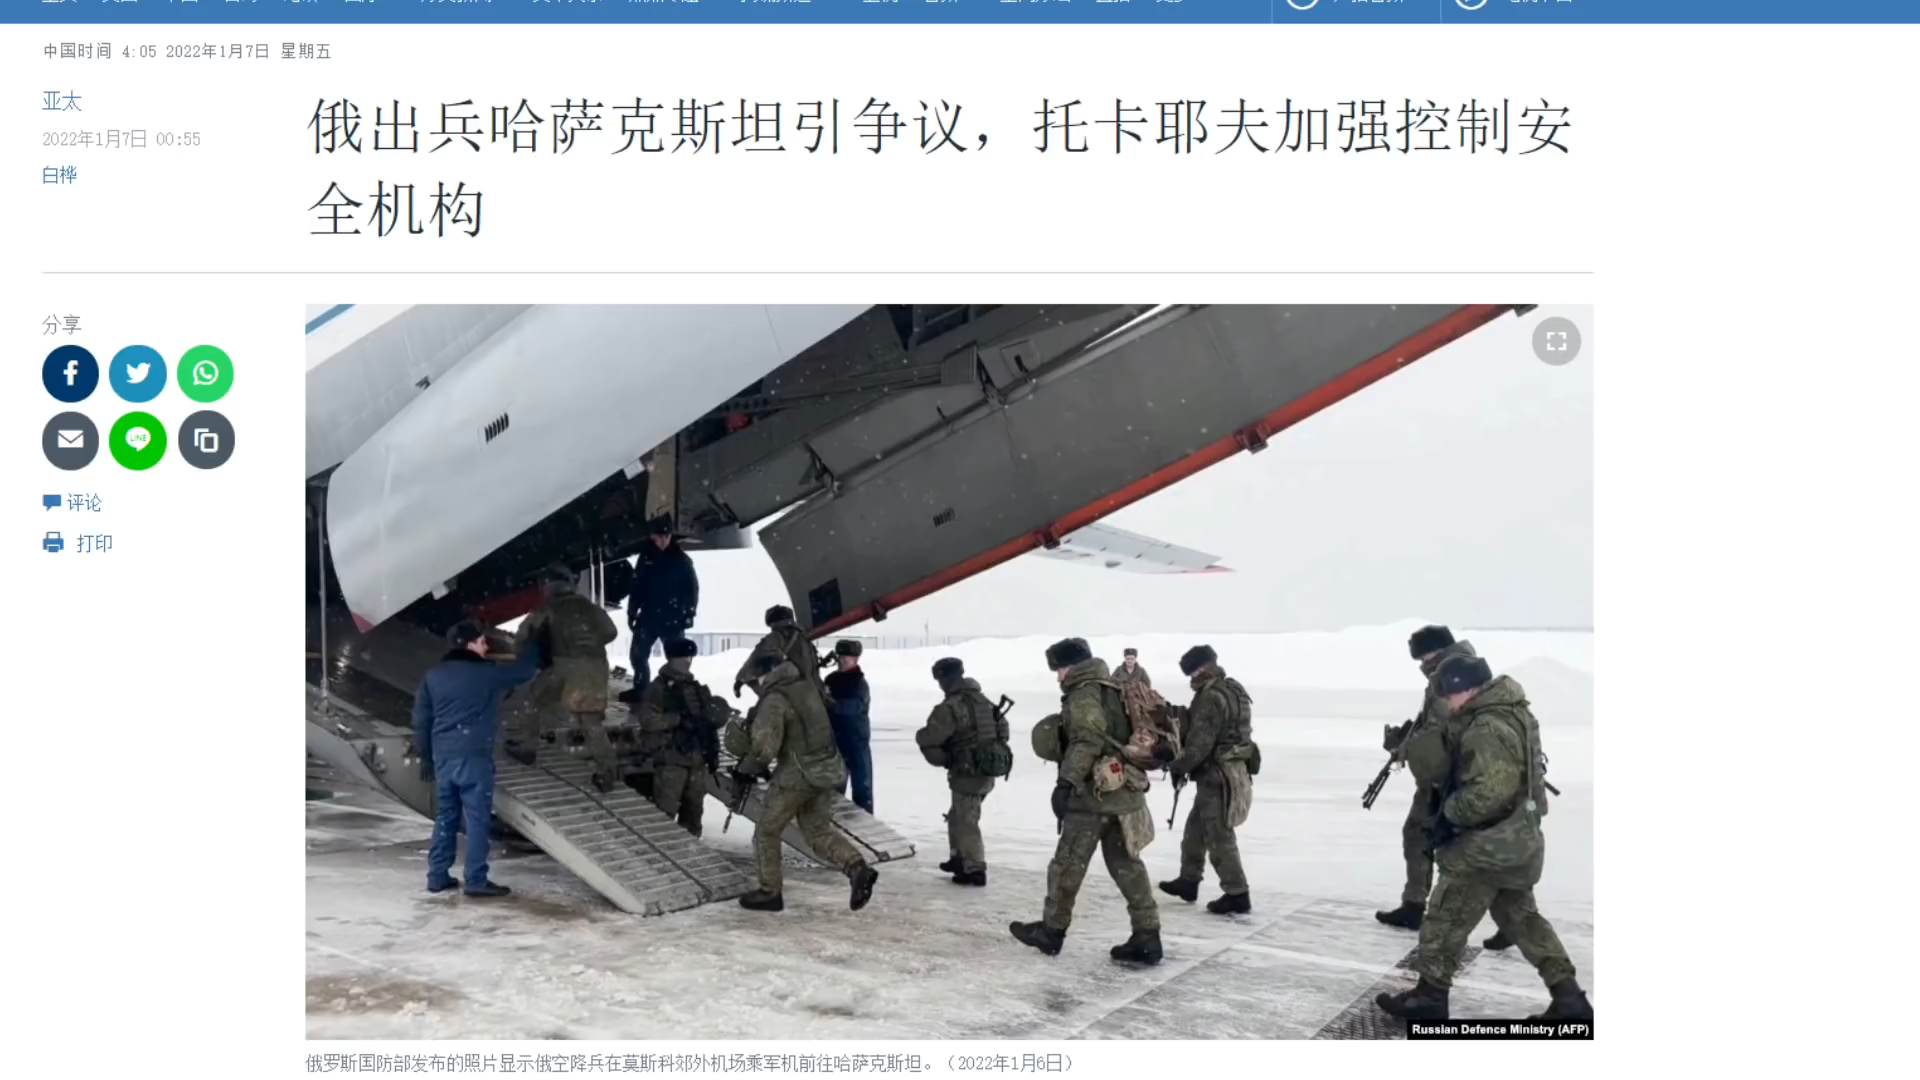 中国时间 4:05 2022年1月7日 星期五
亚太
2022年1月7日 00:55
白桦
俄出兵哈萨克斯坦引争议，托卡耶夫加强控制安
全机构
分享
LINE
评论
打印
Russian Defence Ministry (AFP)
俄罗斯国防部发布的照片显示俄空降兵在莫斯科郊外机场乘军机前往哈萨克斯坦。（2022年1月6日）